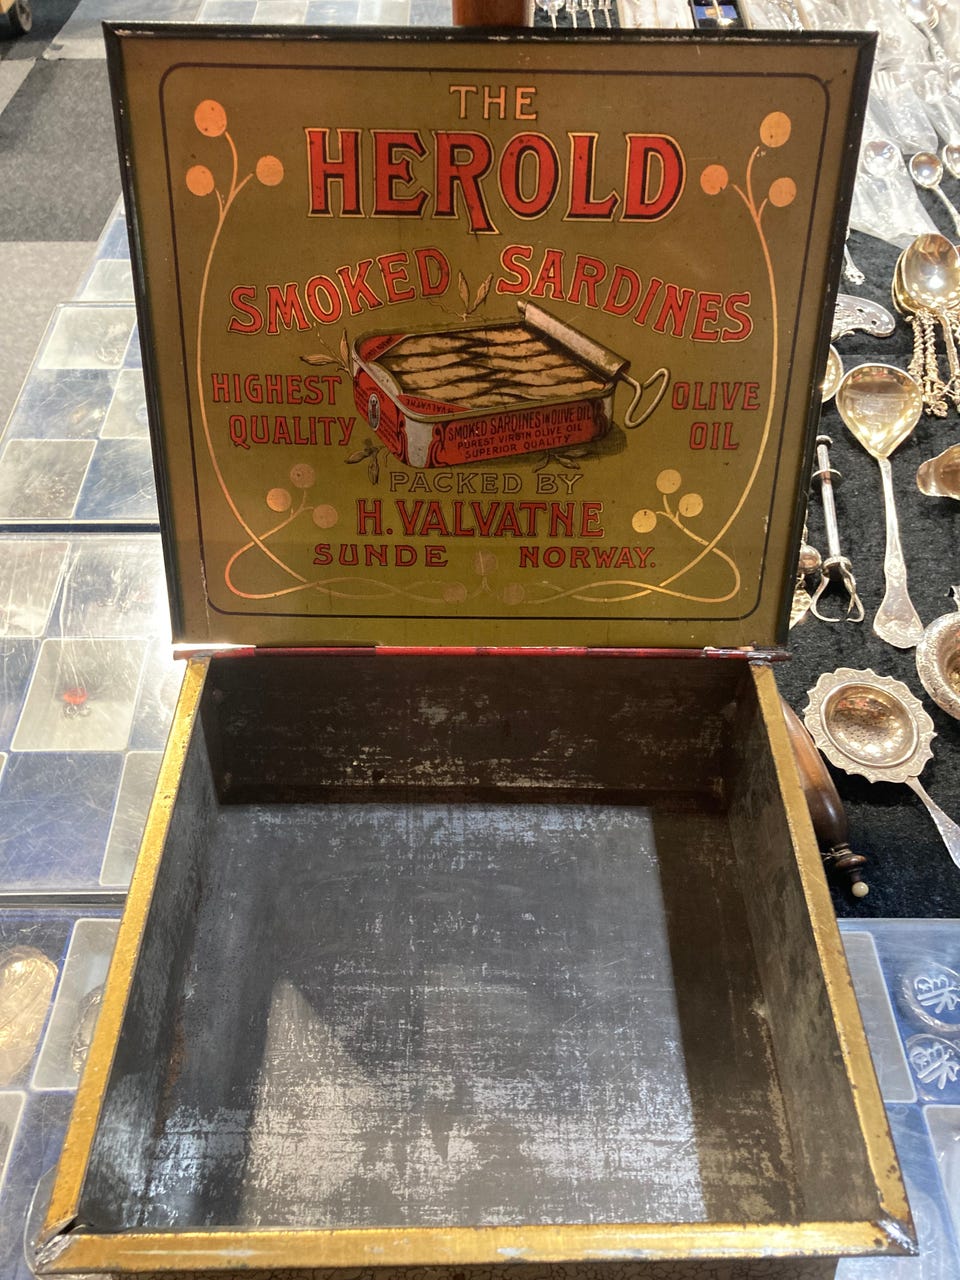 THE
HEROLD
SMOKED SARDINES
HIGHEST
QUALITY
OLIVE
OIL
H. VALVATNE
SMOKED SARDINES IN OLIVE OIL
PUREST VIRGIN OLIVE OIL
SUPERIOR QUALITY
PACKED BY
H. VALVATNE
SUNDE NORWAY.